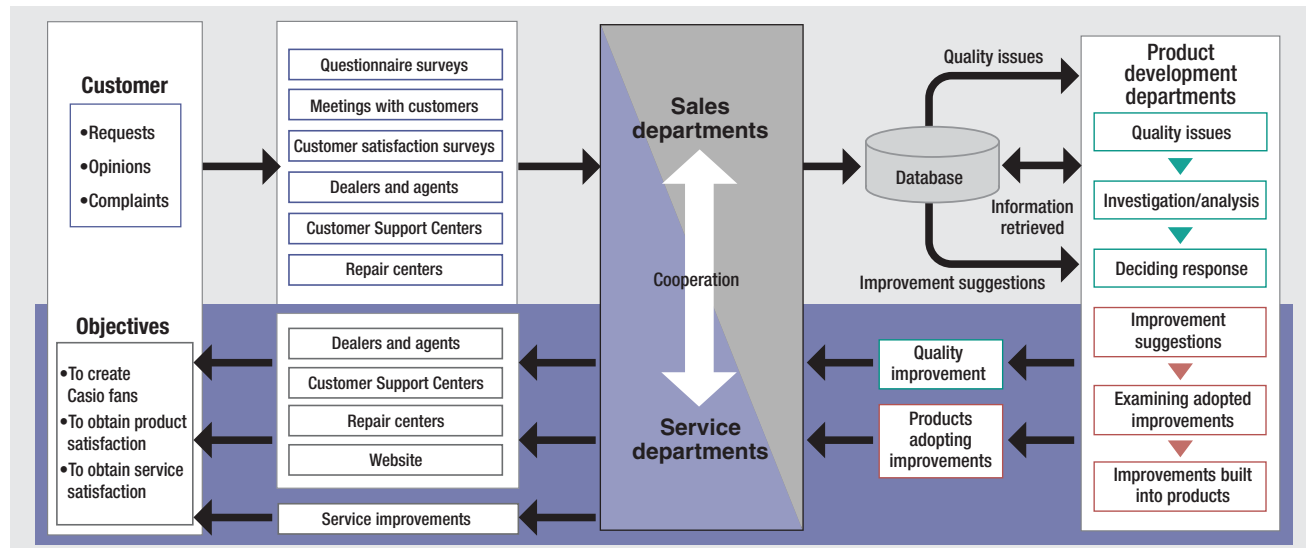 Customer
•Requests
•Opinions
•Complaints
Questionnaire surveys
Meetings with customers
Customer satisfaction surveys
Dealers and agents
Customer Support Centers
Repair centers
Sales
departments
Cooperation
Service
departments
Quality issues
Database
Information
retrieved
Improvement suggestions
Product
development
departments
Quality issues
Investigation/analysis
Deciding response
Improvement
suggestions
Examining adopted
improvements
Improvements built
into products
Quality
improvement
Products
adopting
improvements
Dealers and agents
Customer Support Centers
Repair centers
Website
Service improvements
Objectives
•To create
Casio fans
•To obtain product
satisfaction
•To obtain service
satisfaction